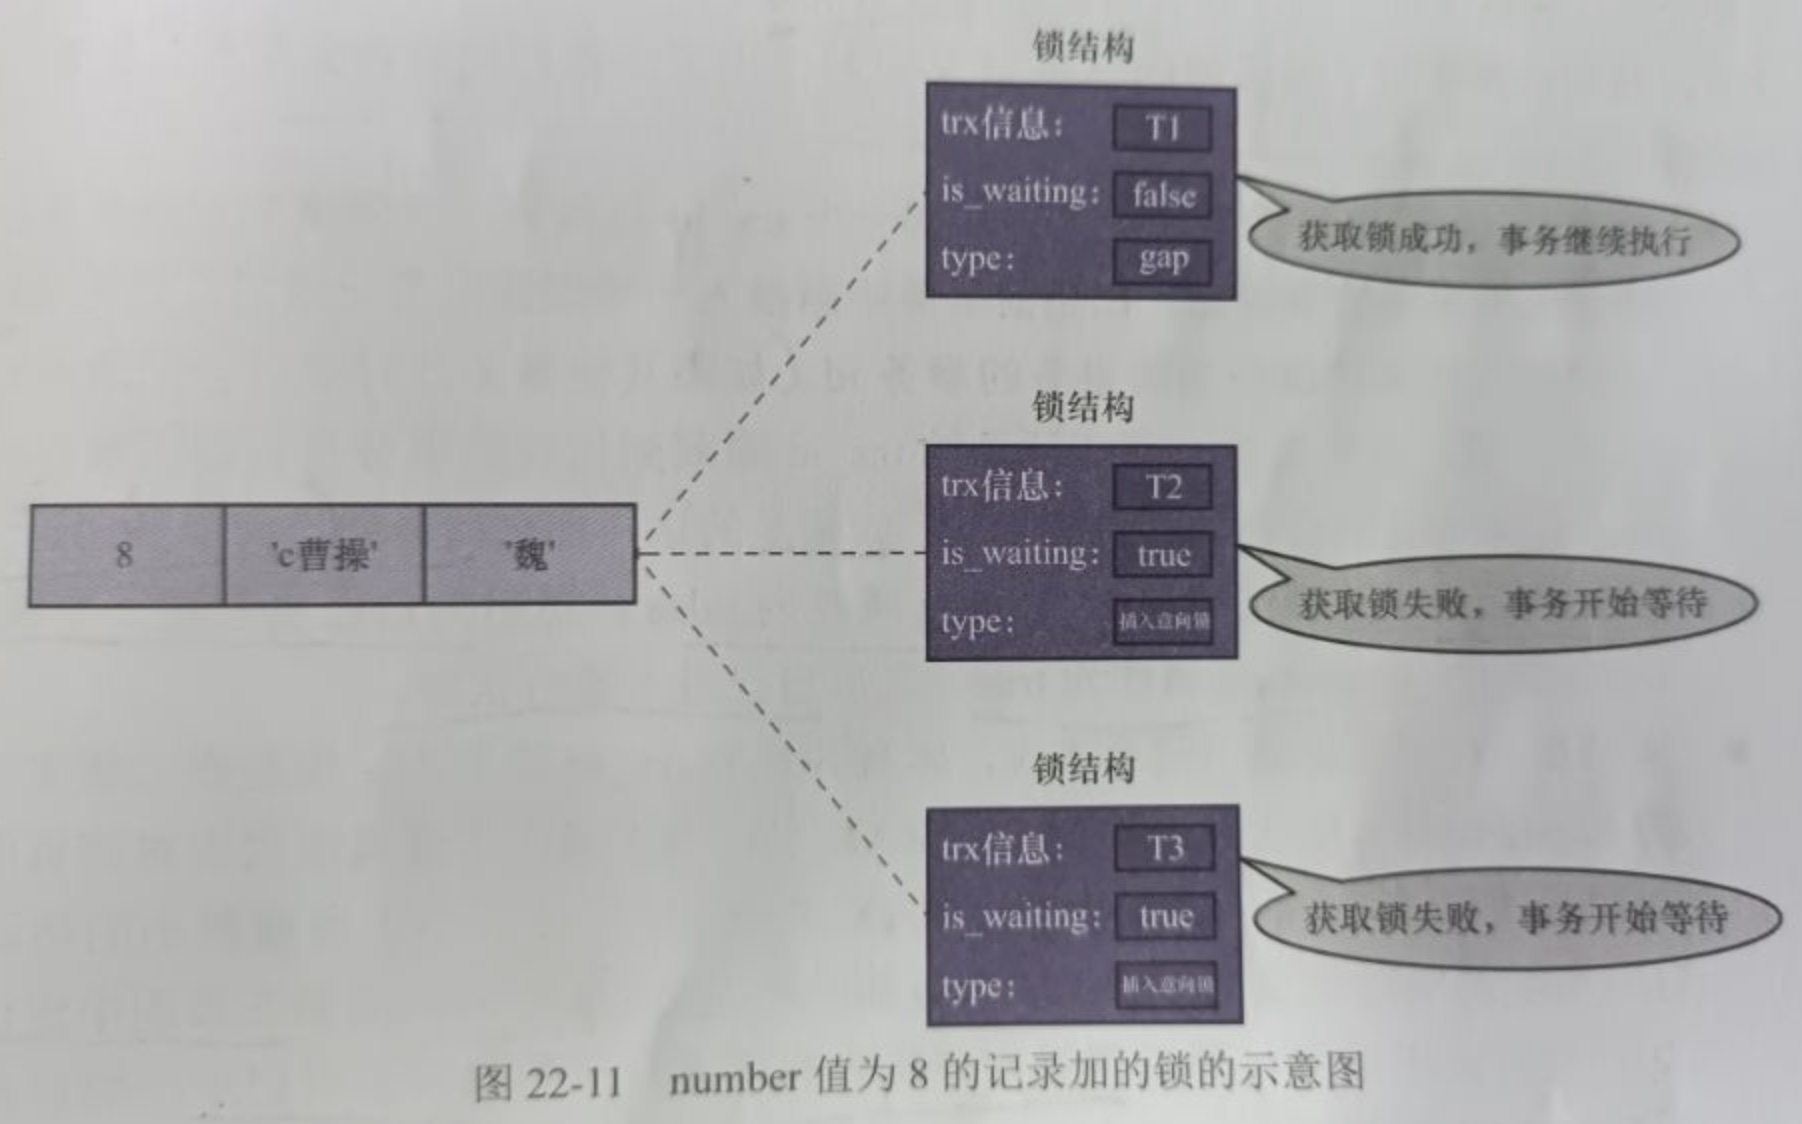 锁结构
trx信息: T1
is_waiting: false
type: gap
获取锁成功，事务继续执行
锁结构
trx信息: T2
is_waiting: true
type: 插入意向锁
获取锁失败，事务开始等待
8 'c曹操' '魏'
锁结构
trx信息: T3
is_waiting: true
type: 插入意向锁
获取锁失败，事务开始等待
图 22-11 number 值为 8 的记录加的锁的示意图